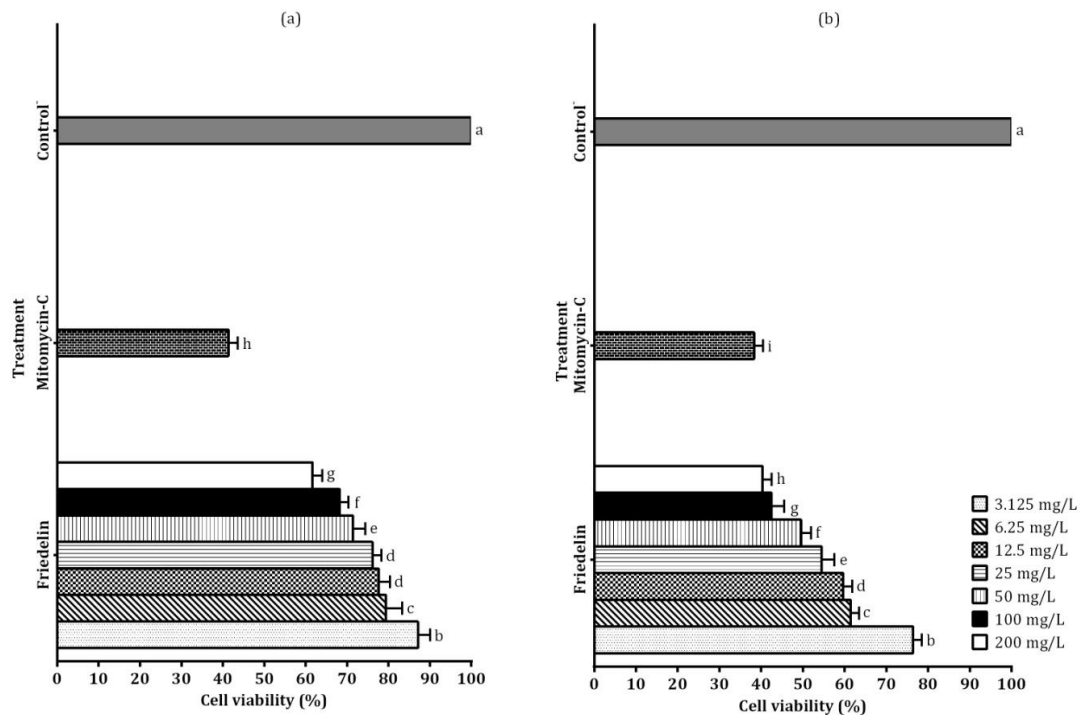 (a)
Treatment
Control-
Mitomycin-C
Friedelin
a
h
g
f
e
d
d
c
b
0 10 20 30 40 50 60 70 80 90 100
Cell viability (%)
(b)
Treatment
Control-
Mitomycin-C
Friedelin
a
i
h
g
f
e
d
c
b
0 10 20 30 40 50 60 70 80 90 100
Cell viability (%)
3.125 mg/L
6.25 mg/L
12.5 mg/L
25 mg/L
50 mg/L
100 mg/L
200 mg/L